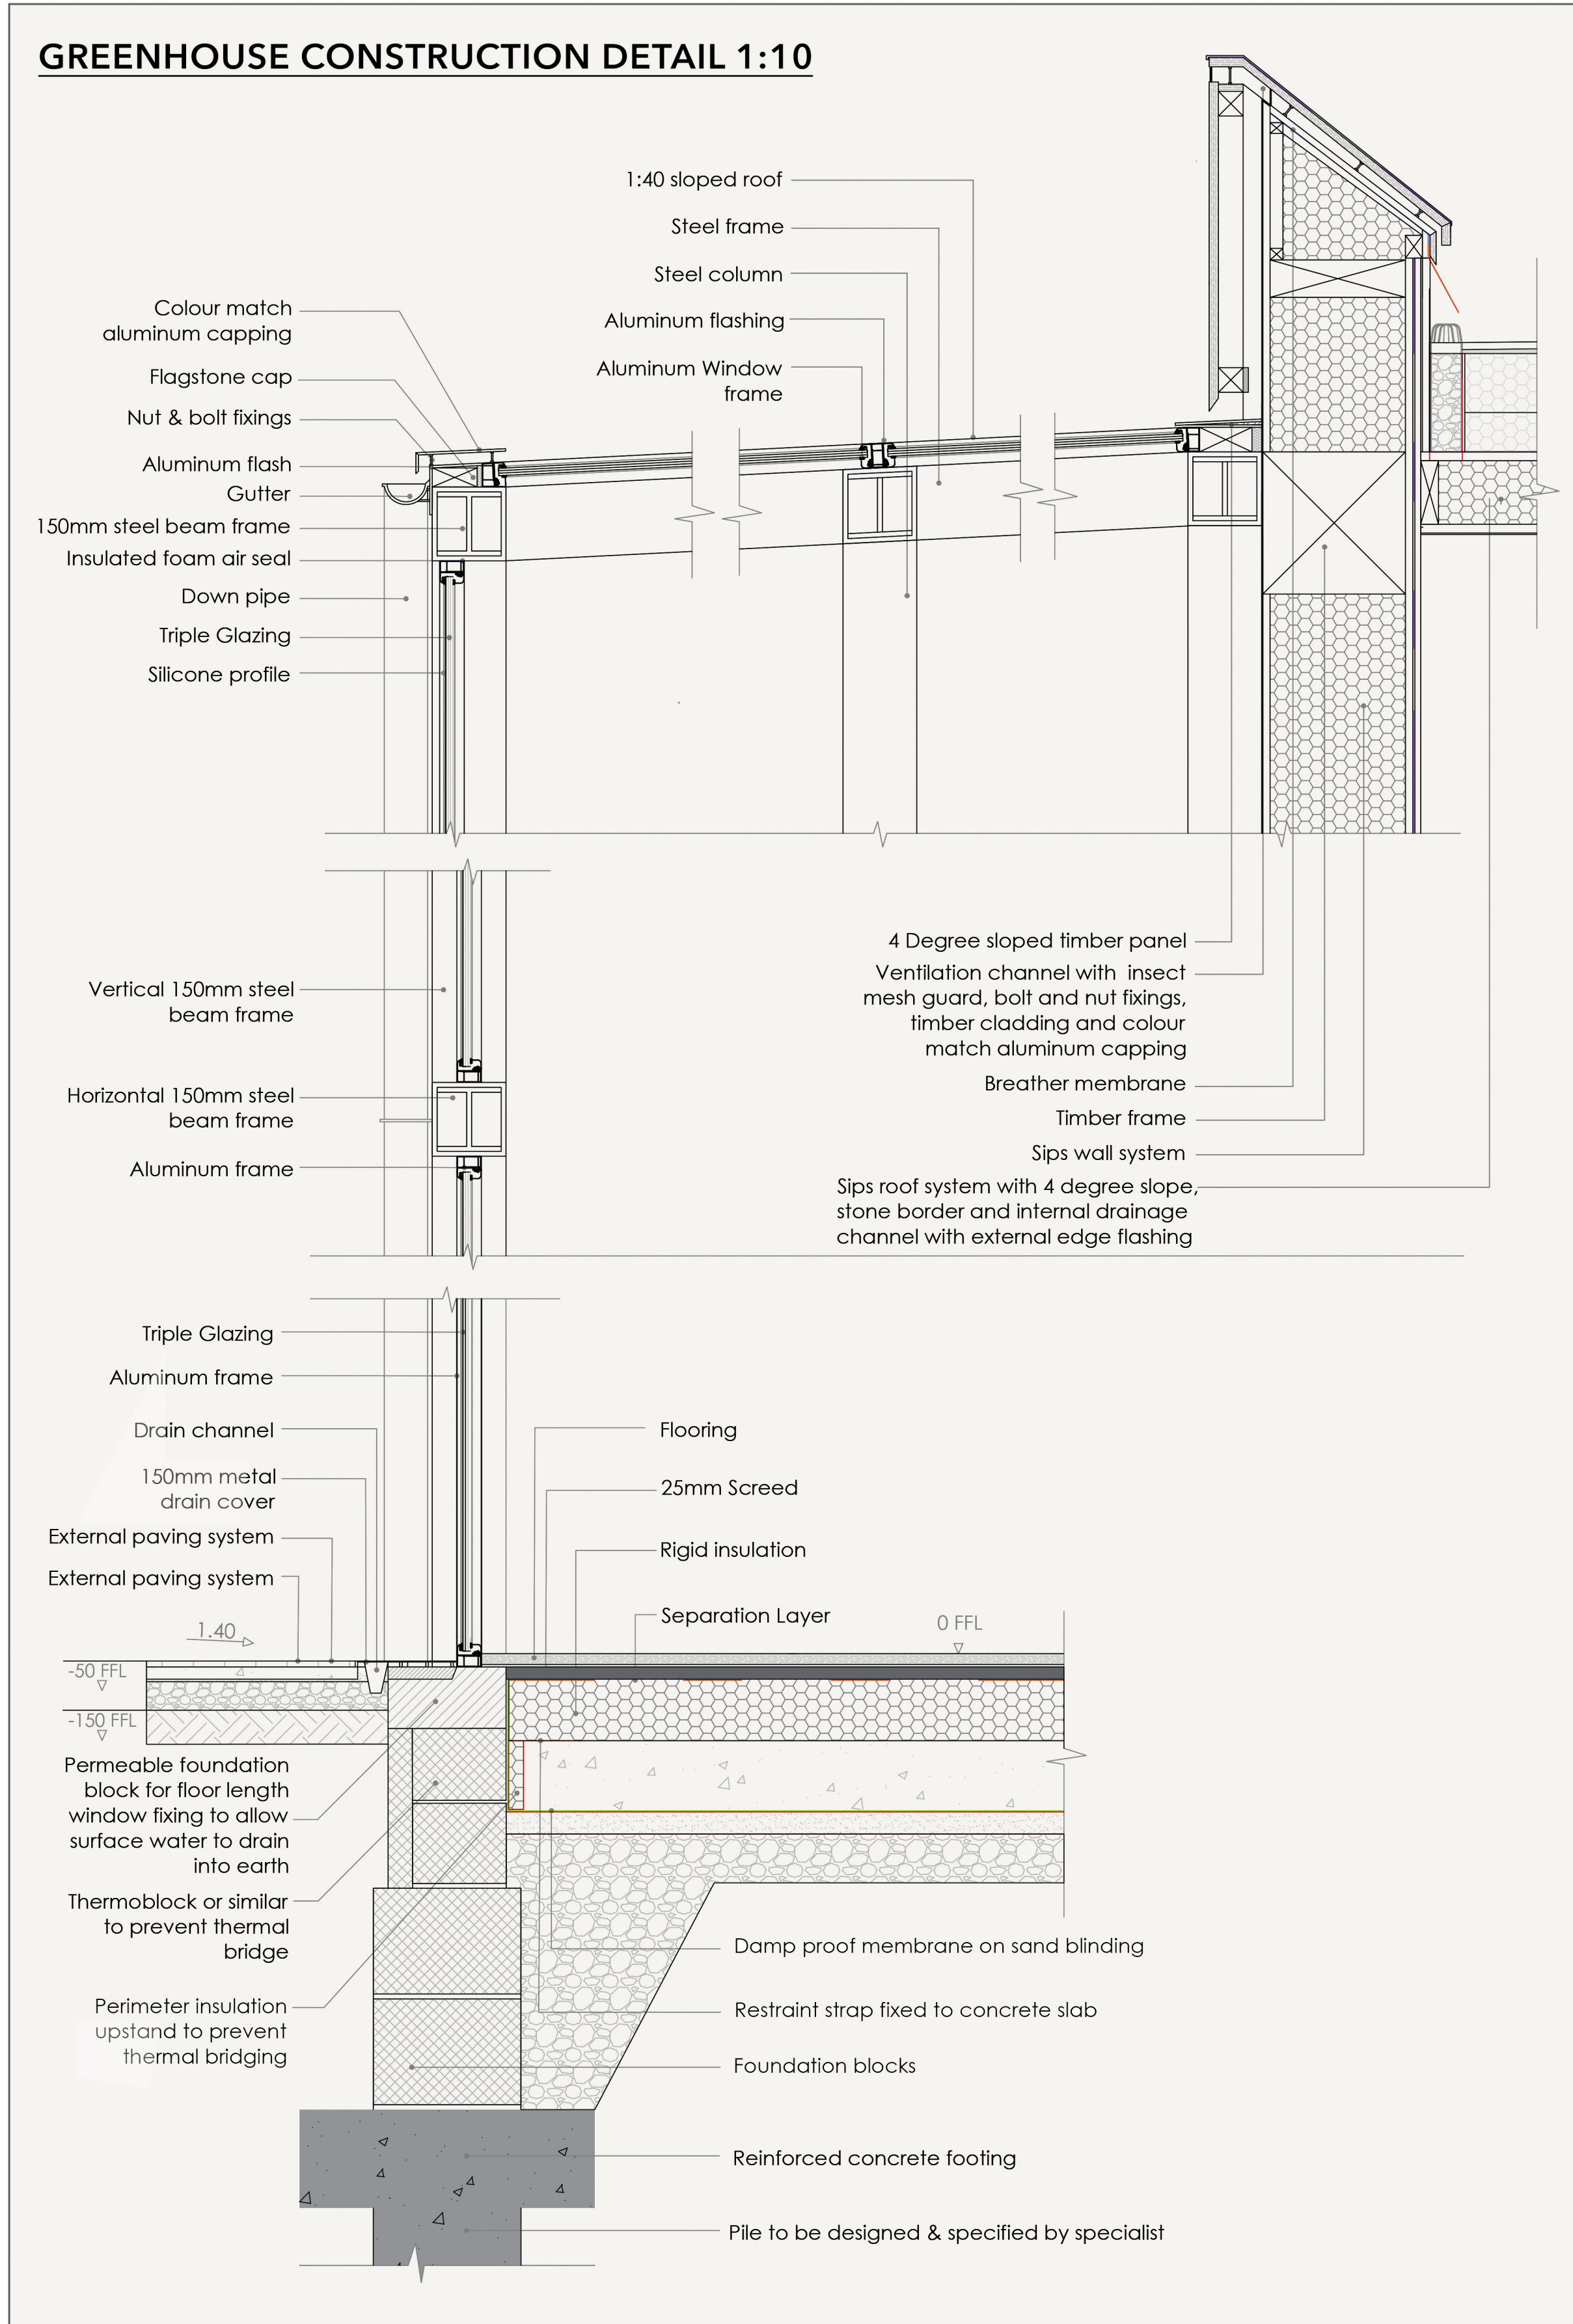 GREENHOUSE CONSTRUCTION DETAIL 1:10
1:40 sloped roof
Steel frame
Steel column
Aluminum flashing
Aluminum Window
frame
Colour match
aluminum capping
Flagstone cap
Nut & bolt fixings
Aluminum flash
Gutter
150mm steel beam frame
Insulated foam air seal
Down pipe
Triple Glazing
Silicone profile
Vertical 150mm steel
beam frame
Horizontal 150mm steel
beam frame
Aluminum frame
4 Degree sloped timber panel
Ventilation channel with insect
mesh guard, bolt and nut fixings,
timber cladding and colour
match aluminum capping
Breather membrane
Timber frame
Sips wall system
Sips roof system with 4 degree slope,
stone border and internal drainage
channel with external edge flashing
Triple Glazing
Aluminum frame
Drain channel
150mm metal
drain cover
External paving system
External paving system
1.40
-50 FFL
-150 FFL
Flooring
25mm Screed
Rigid insulation
Separation Layer
0 FFL
Permeable foundation
block for floor length
window fixing to allow
surface water to drain
into earth
Thermoblock or similar
to prevent thermal
bridge
Perimeter insulation
upstand to prevent
thermal bridging
Damp proof membrane on sand blinding
Restraint strap fixed to concrete slab
Foundation blocks
Reinforced concrete footing
Pile to be designed & specified by specialist